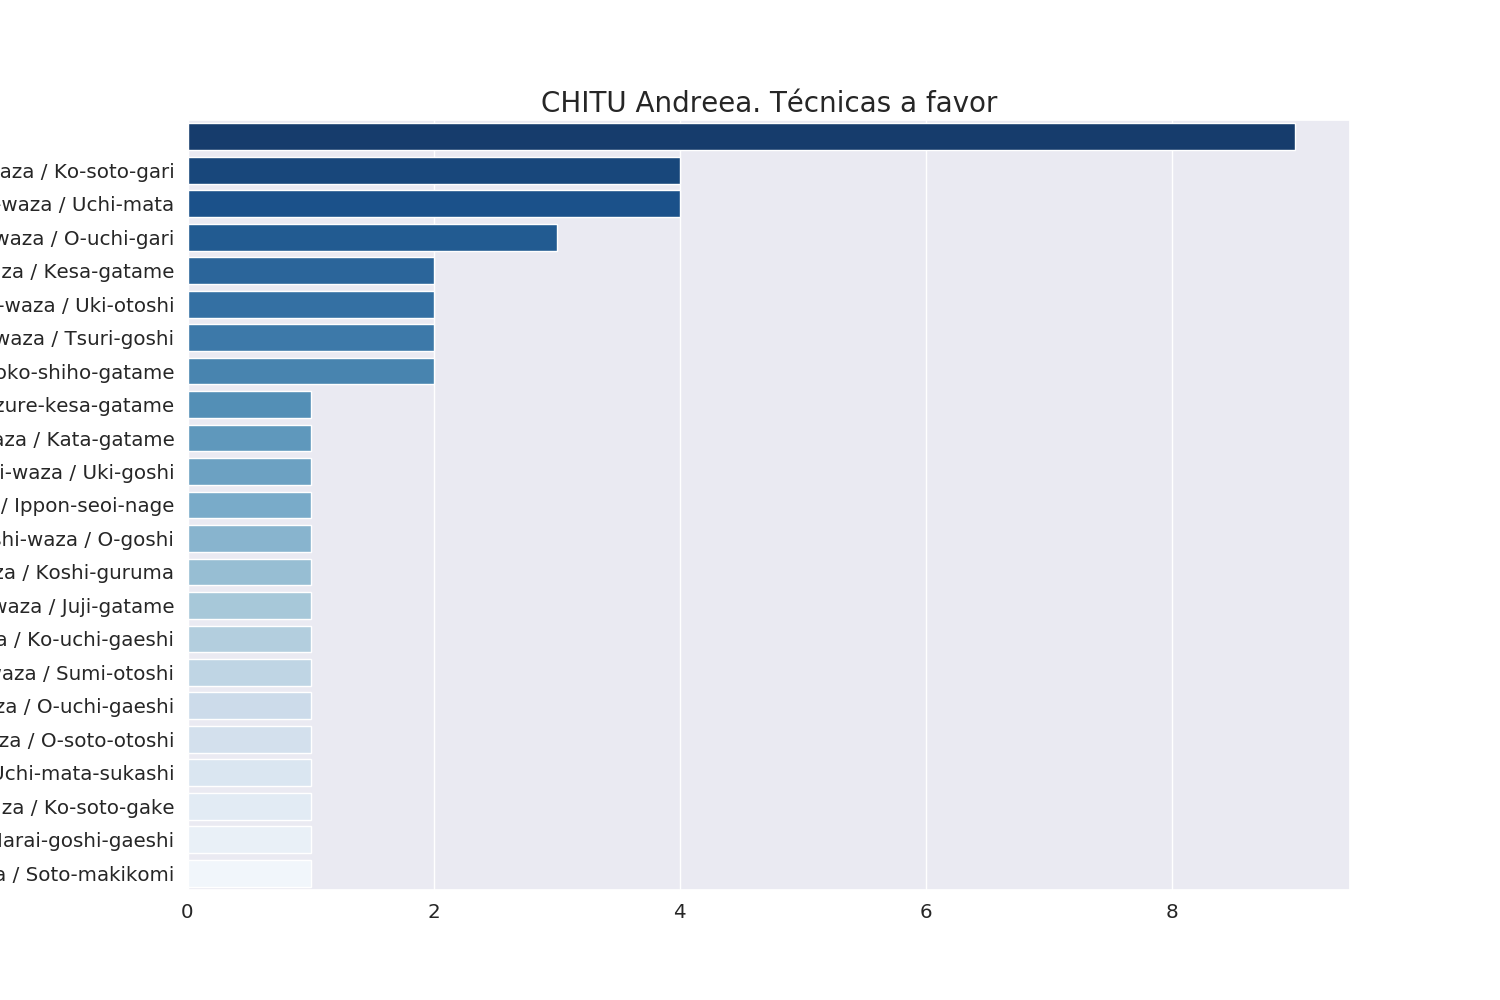 CHITU Andreea. Técnicas a favor
aza / Ko-soto-gari
-waza / Uchi-mata
waza / O-uchi-gari
za / Kesa-gatame
-waza / Uki-otoshi
waza / Tsuri-goshi
oko-shiho-gatame
zure-kesa-gatame
aza / Kata-gatame
i-waza / Uki-goshi
/ Ippon-seoi-nage
shi-waza / O-goshi
za / Koshi-guruma
waza / Juji-gatame
a / Ko-uchi-gaeshi
waza / Sumi-otoshi
za / O-uchi-gaeshi
za / O-soto-otoshi
Uchi-mata-sukashi
za / Ko-soto-gake
Harai-goshi-gaeshi
a / Soto-makikomi
0 2 4 6 8